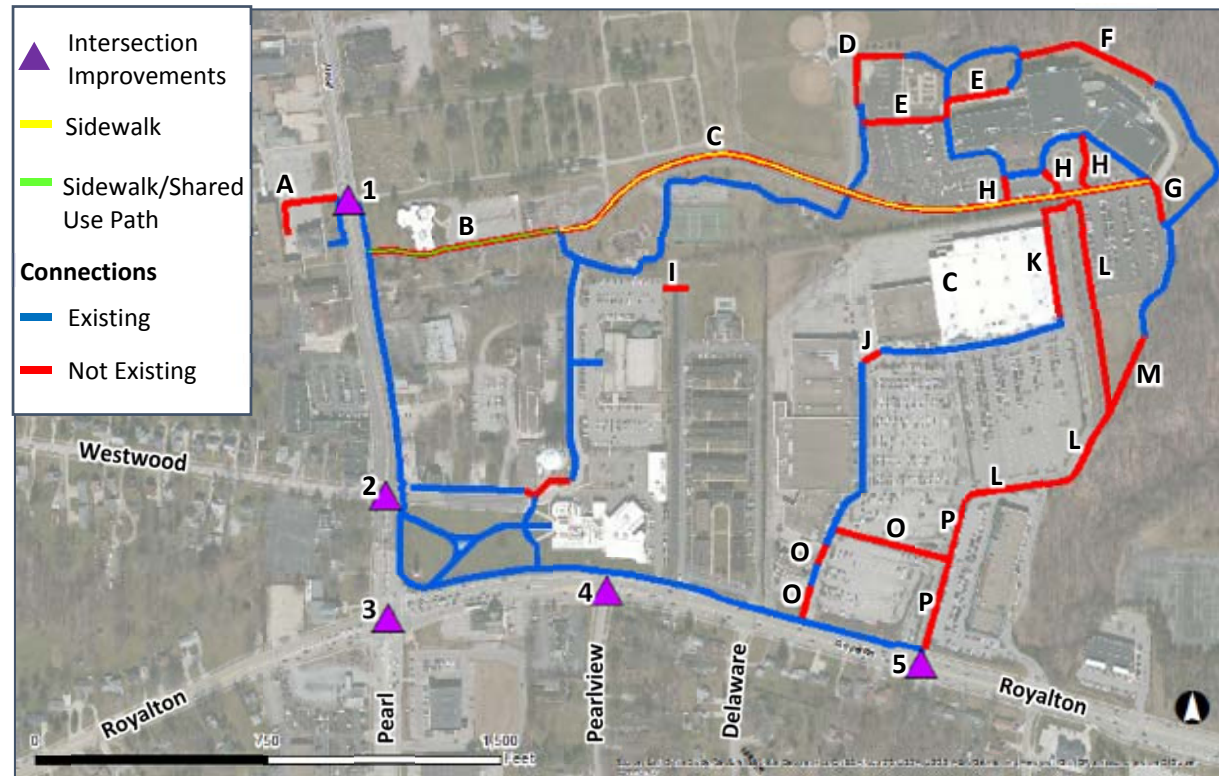 Intersection
Improvements
Sidewalk
Sidewalk/Shared
Use Path
Connections
Existing
Not Existing
D
F
E
E
C
A
1
H
H
H
G
B
I
C
K
L
J
M
Westwood
2
L
L
P
O
O
4
O
P
3
5
Royalton
Pearl
Pearlview
Delaware
Royalton
0
750
1,500
Feet